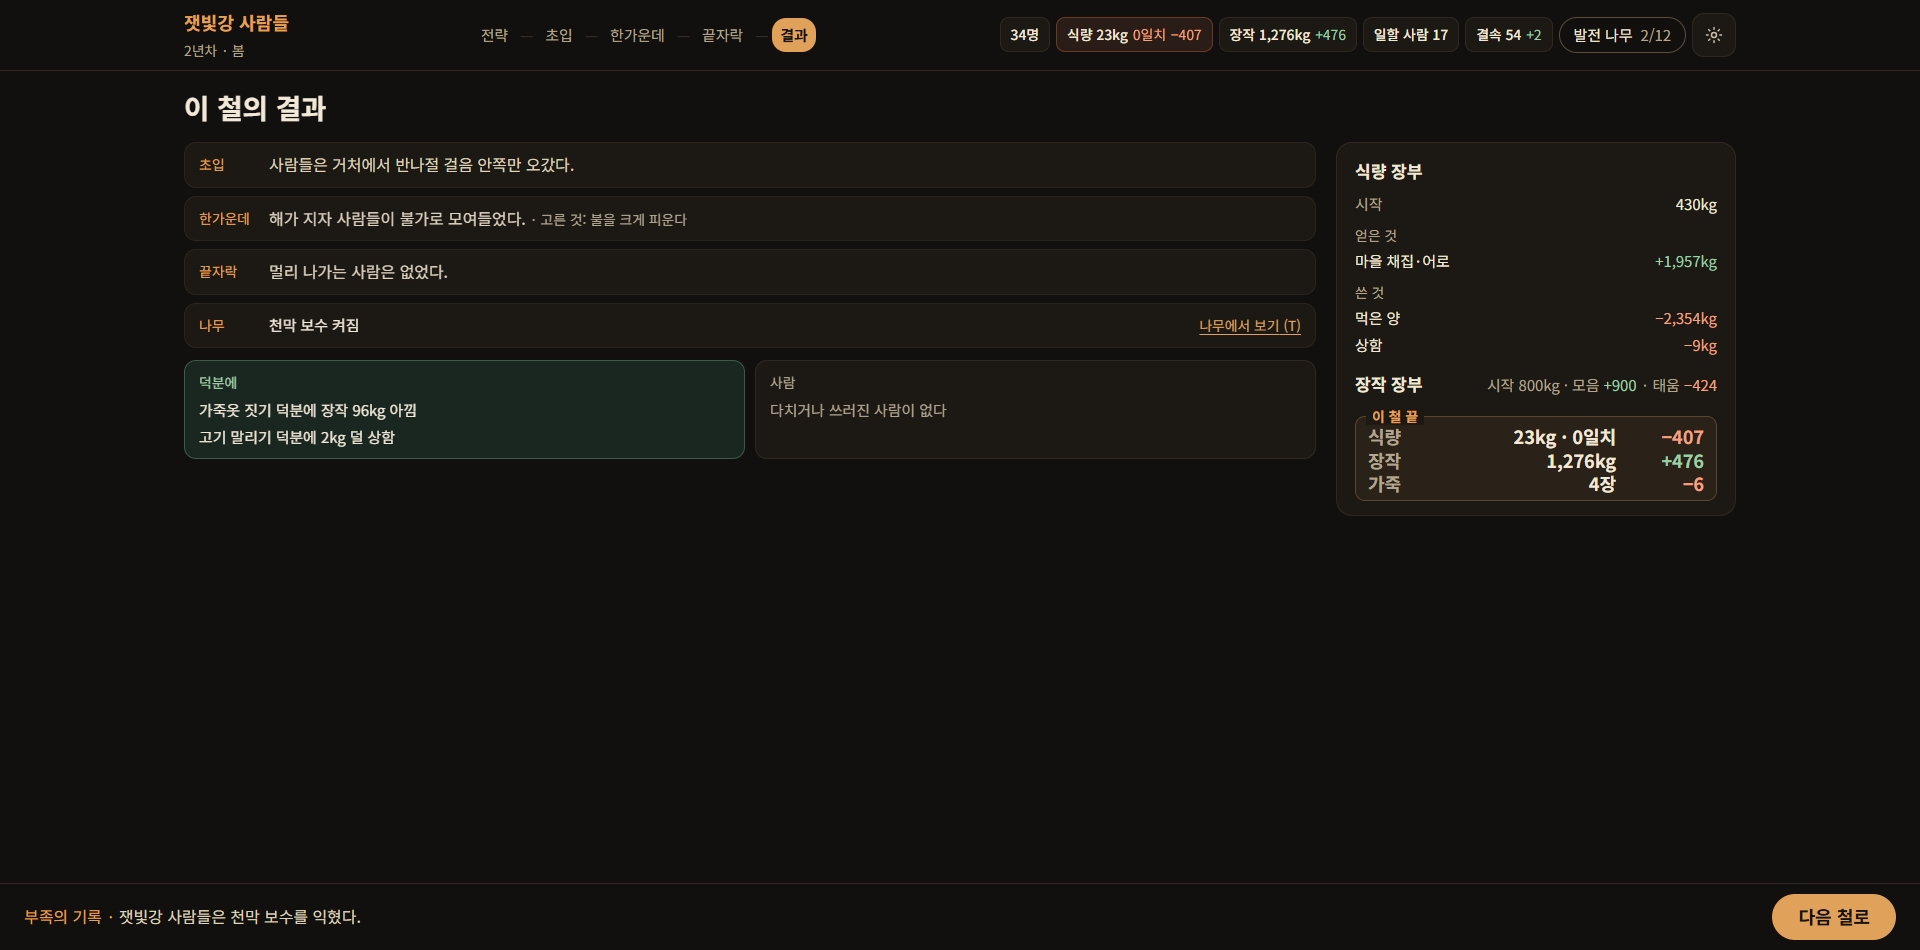 잿빛강 사람들
2년차 · 봄
전략 — 초입 — 한가운데 — 끝자락 — 결과
34명
식량 23kg 0일치 −407
장작 1,276kg +476
일할 사람 17
결속 54 +2
발전 나무 2/12
이 철의 결과
초입 사람들은 거처에서 반나절 걸음 안쪽만 오갔다.
한가운데 해가 지자 사람들이 불가로 모여들었다. · 고른 것: 불을 크게 피운다
끝자락 멀리 나가는 사람은 없었다.
나무 천막 보수 켜짐 나무에서 보기 (T)
덕분에
가죽옷 짓기 덕분에 장작 96kg 아낌
고기 말리기 덕분에 2kg 덜 상함
사람
다치거나 쓰러진 사람이 없다
식량 장부
시작 430kg
얻은 것
마을 채집·어로 +1,957kg
쓴 것
먹은 양 −2,354kg
상함 −9kg
장작 장부 시작 800kg · 모음 +900 · 태움 −424
이 철 끝
식량 23kg · 0일치 −407
장작 1,276kg +476
가죽 4장 −6
부족의 기록 · 잿빛강 사람들은 천막 보수를 익혔다.
다음 철로